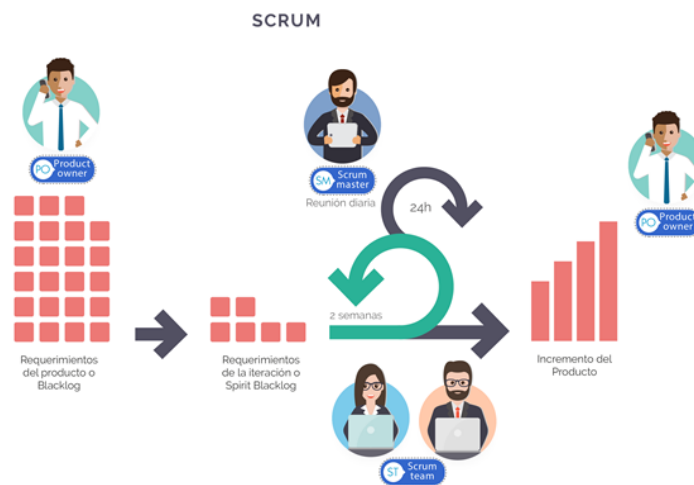 SCRUM
PO Product
owner
SM Scrum
master
Reunión diaria
24h
PO Product
owner
2 semanas
Requerimientos
del producto o
Blacklog
Requerimientos
de la iteración o
Spirit Blacklog
Incremento del
Producto
ST Scrum
team